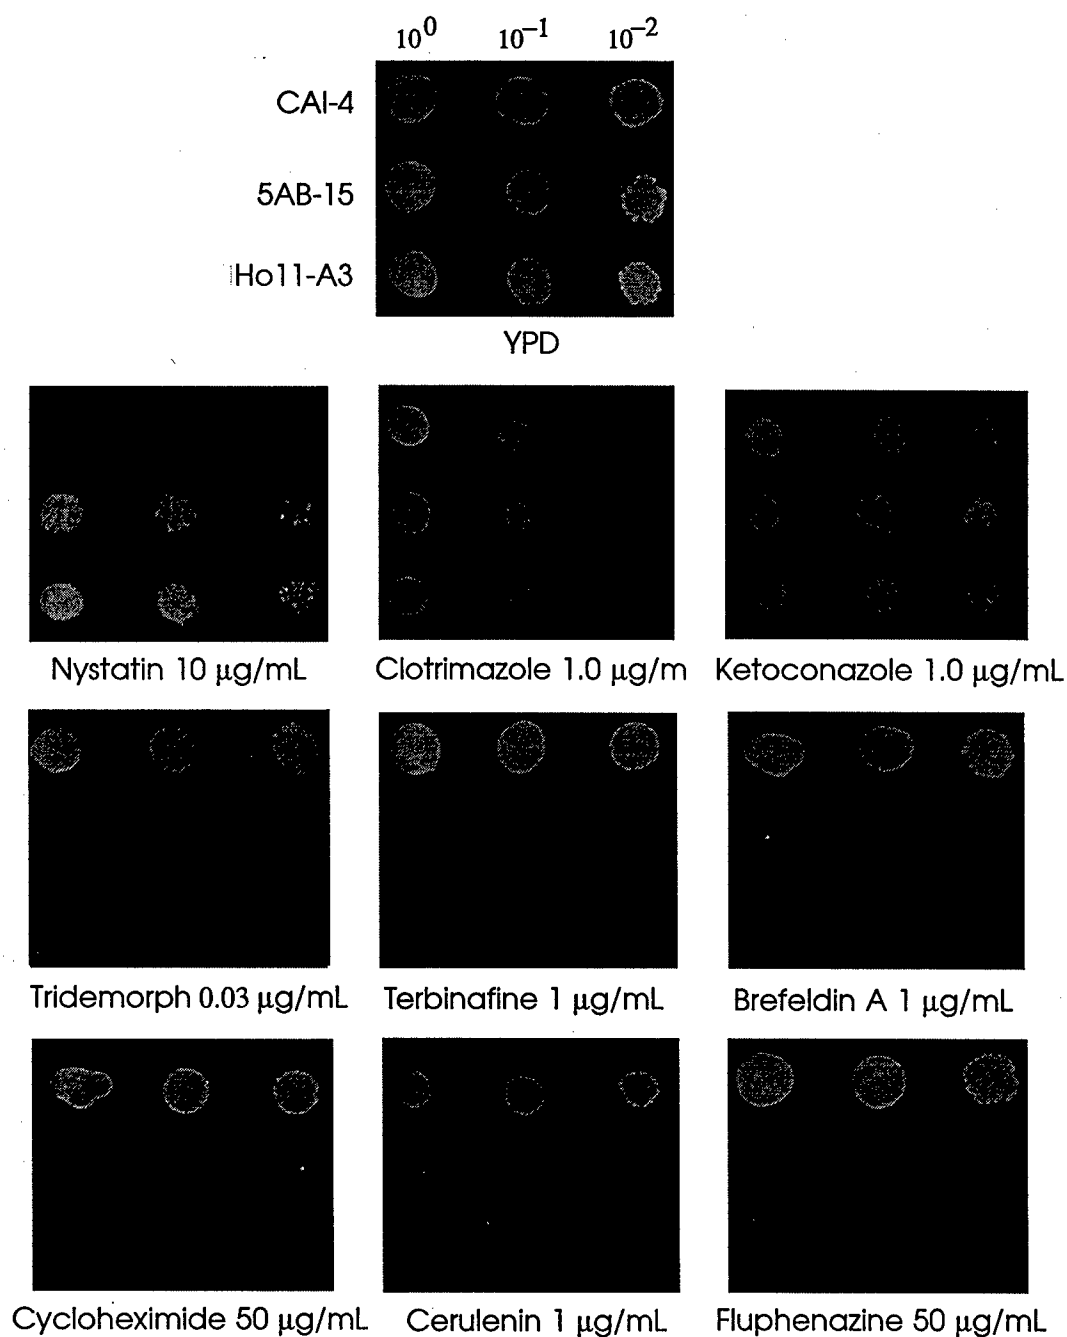 10⁰ 10⁻¹ 10⁻²
CAI-4
5AB-15
Ho11-A3
YPD
Nystatin 10 µg/mL Clotrimazole 1.0 µg/m Ketoconazole 1.0 µg/mL
Tridemorph 0.03 µg/mL Terbinafine 1 µg/mL Brefeldin A 1 µg/mL
Cycloheximide 50 µg/mL Cerulenin 1 µg/mL Fluphenazine 50 µg/mL